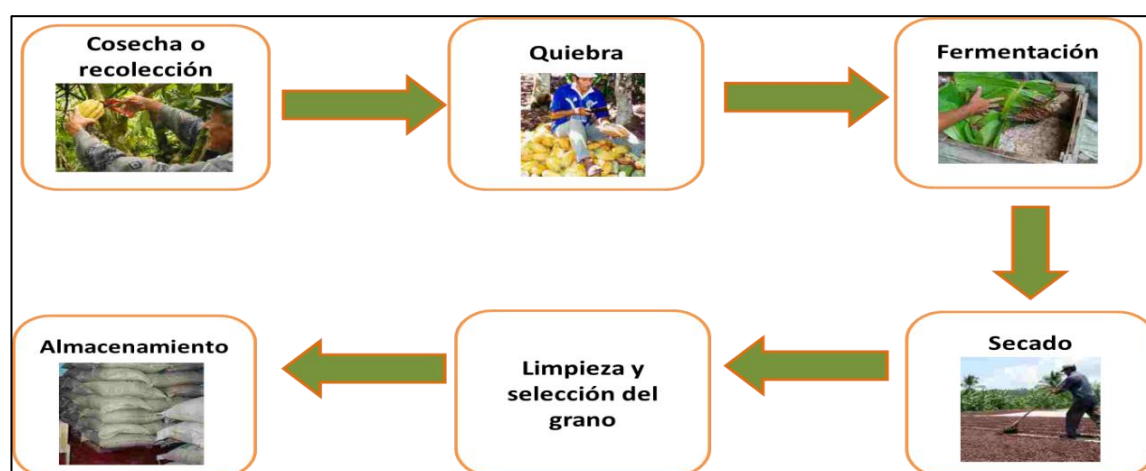 Cosecha o
recolección
Quiebra
Fermentación
Secado
Limpieza y
selección del
grano
Almacenamiento